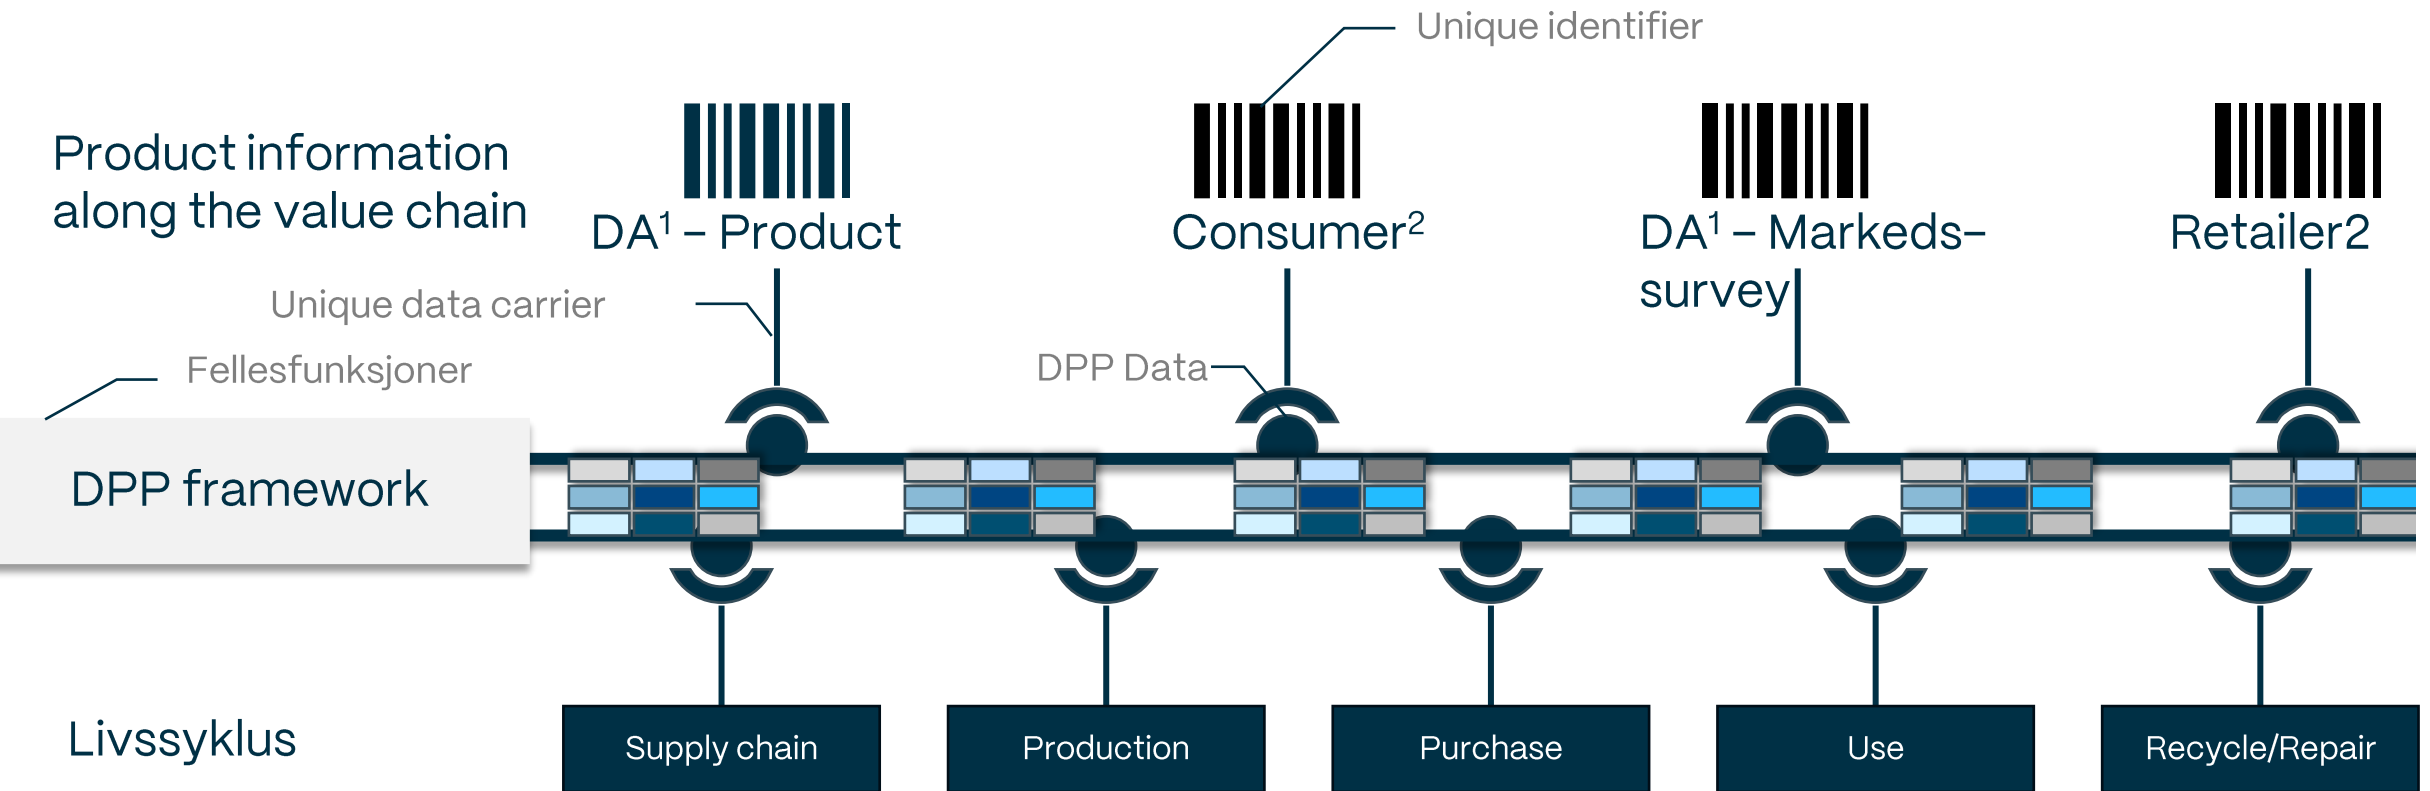 Unique identifier
Product information
along the value chain
DA¹ – Product
Consumer²
DA¹ – Markeds–
survey
Retailer2
Unique data carrier
Fellesfunksjoner
DPP Data
DPP framework
Livssyklus
Supply chain
Production
Purchase
Use
Recycle/Repair